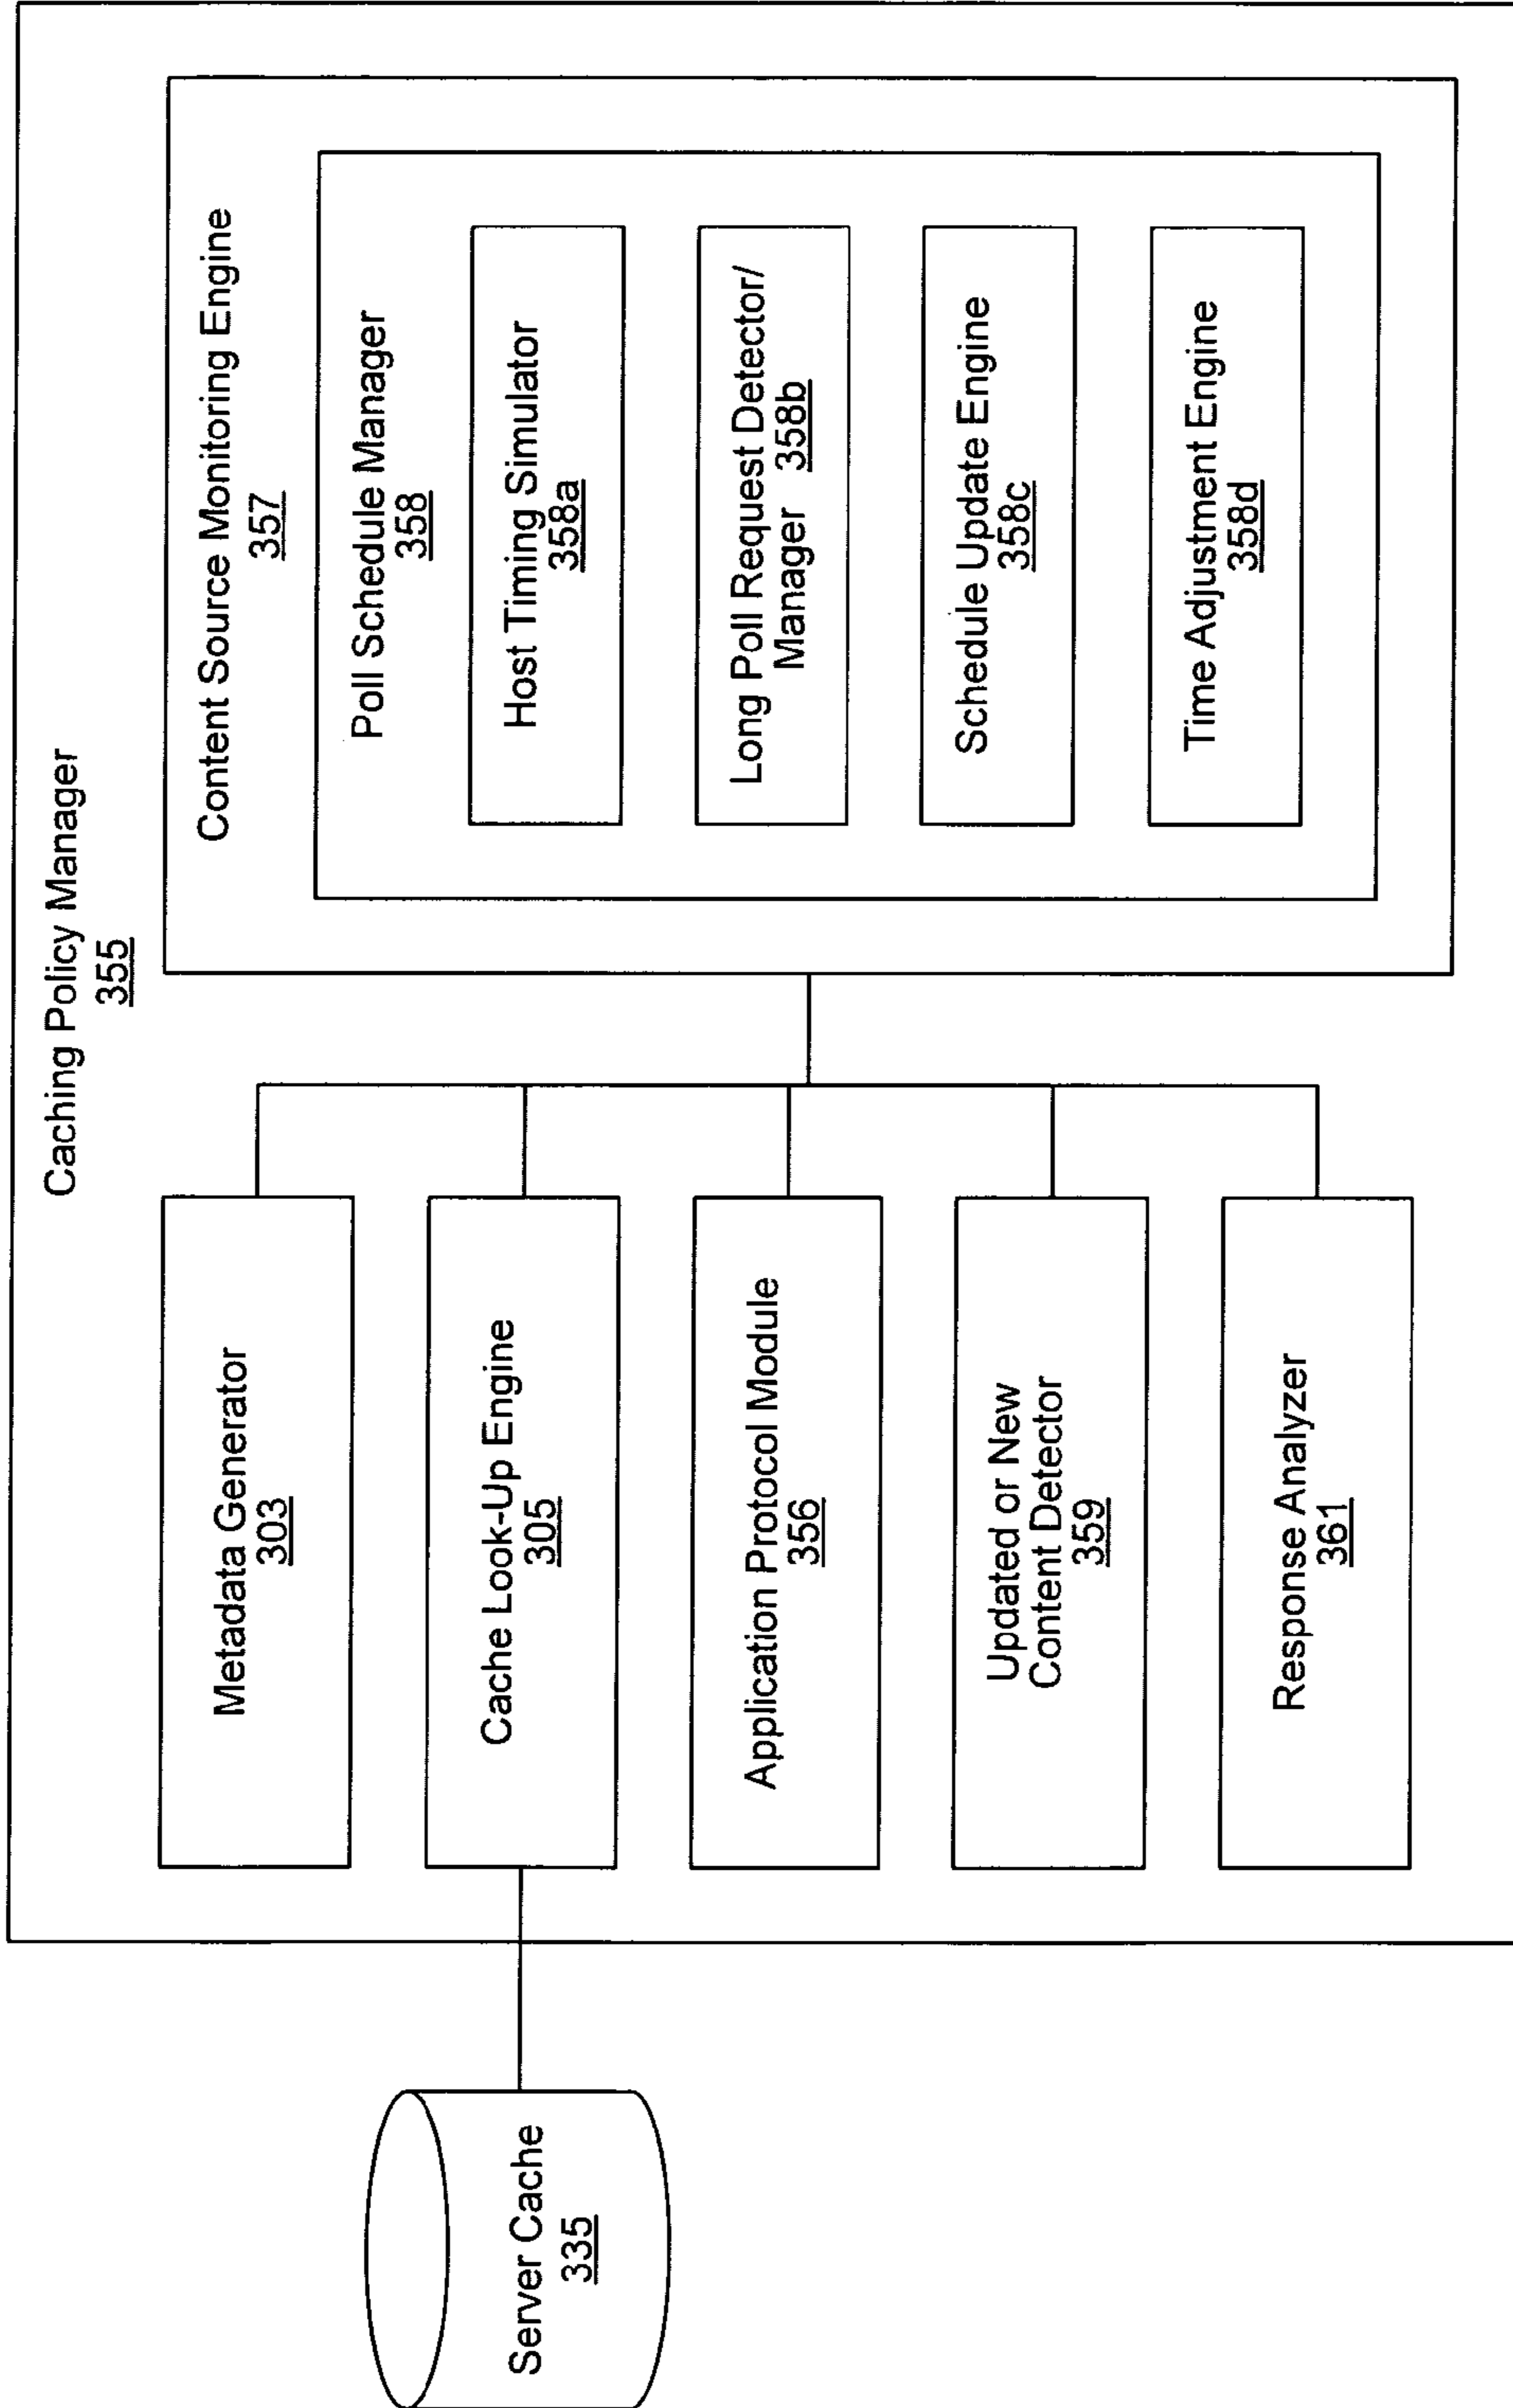 Caching Policy Manager
355
Metadata Generator
303
Cache Look-Up Engine
305
Application Protocol Module
356
Updated or New
Content Detector
359
Response Analyzer
361
Server Cache
335
Content Source Monitoring Engine
357
Poll Schedule Manager
358
Host Timing Simulator
358a
Long Poll Request Detector/
Manager 358b
Schedule Update Engine
358c
Time Adjustment Engine
358d